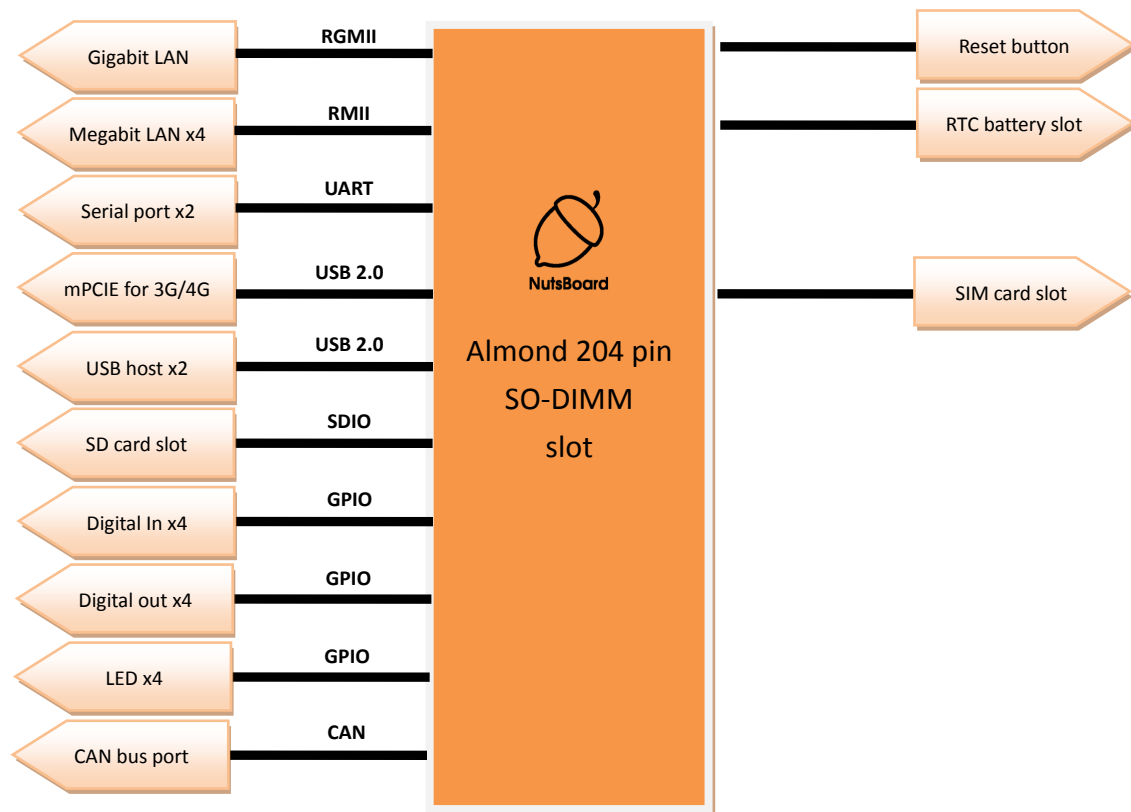 Gigabit LAN
RGMII
Megabit LAN x4
RMII
Serial port x2
UART
mPCIE for 3G/4G
USB 2.0
USB host x2
USB 2.0
SD card slot
SDIO
Digital In x4
GPIO
Digital out x4
GPIO
LED x4
GPIO
CAN bus port
CAN
NutsBoard
Almond 204 pin
SO-DIMM
slot
Reset button
RTC battery slot
SIM card slot